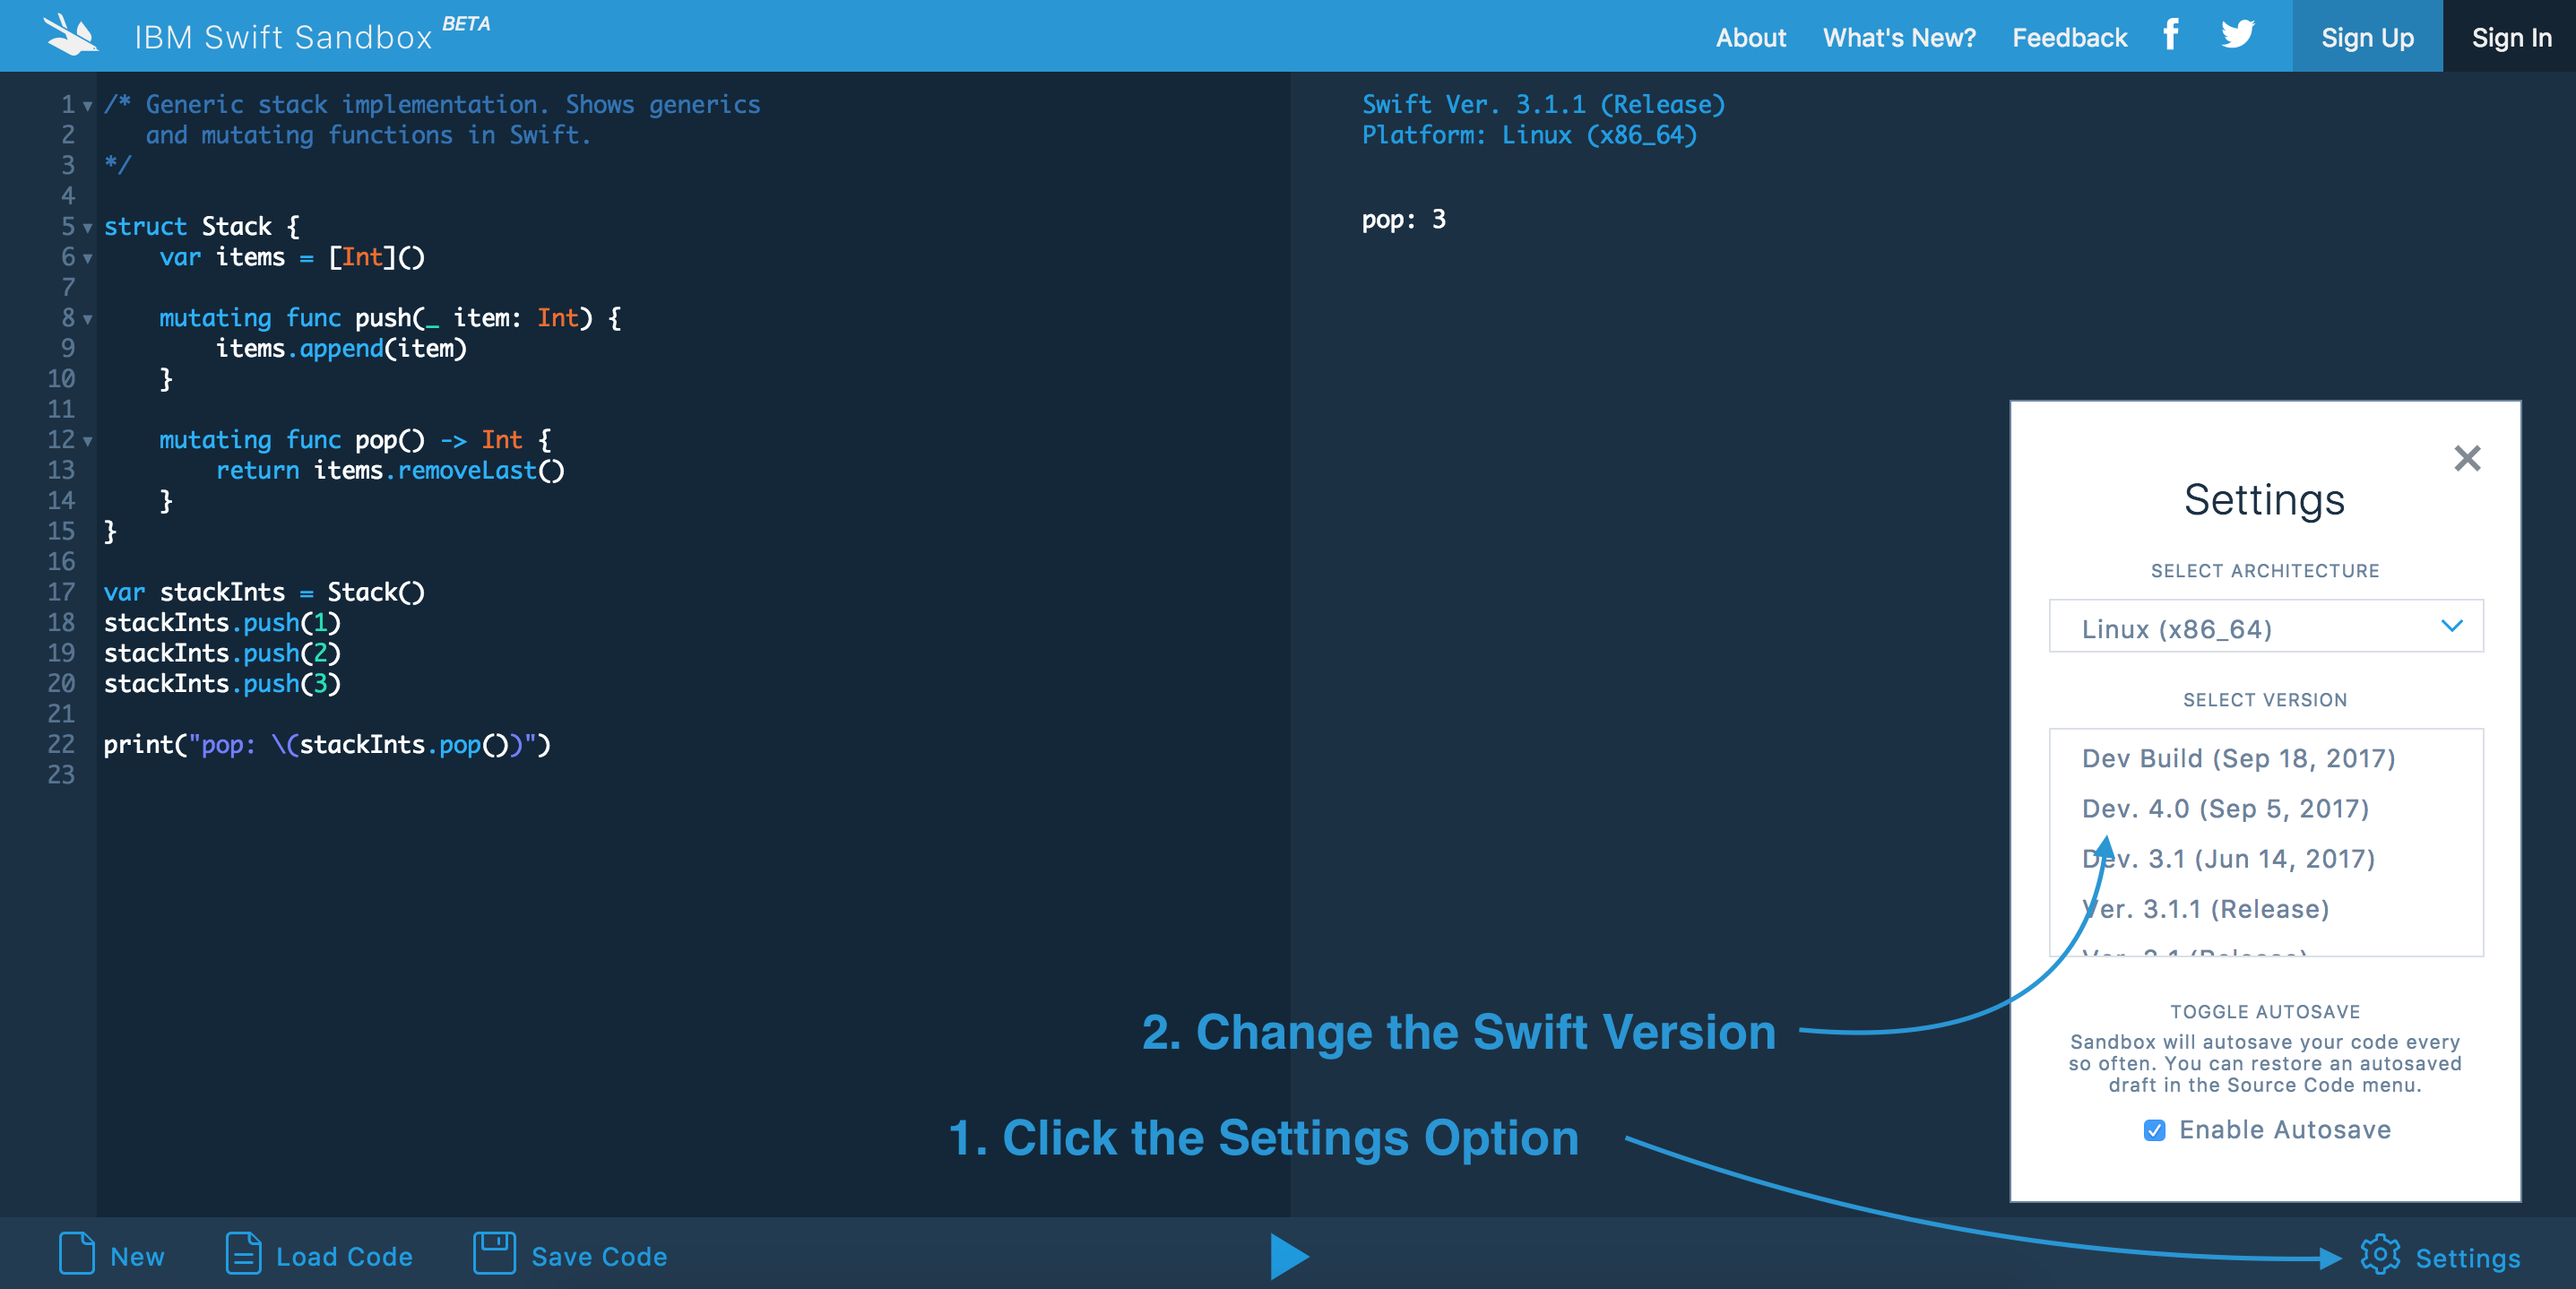 IBM Swift Sandbox BETA
About What's New? Feedback Sign Up Sign In
1 /* Generic stack implementation. Shows generics
2    and mutating functions in Swift.
3 */
4
5 struct Stack {
6     var items = [Int]()
7
8     mutating func push(_ item: Int) {
9         items.append(item)
10     }
11
12     mutating func pop() -> Int {
13         return items.removeLast()
14     }
15 }
16
17 var stackInts = Stack()
18 stackInts.push(1)
19 stackInts.push(2)
20 stackInts.push(3)
21
22 print("pop: \(stackInts.pop())")
23
Swift Ver. 3.1.1 (Release)
Platform: Linux (x86_64)
pop: 3
Settings
SELECT ARCHITECTURE
Linux (x86_64)
SELECT VERSION
Dev Build (Sep 18, 2017)
Dev. 4.0 (Sep 5, 2017)
Dev. 3.1 (Jun 14, 2017)
Ver. 3.1.1 (Release)
Ver. 3.1 (Release)
TOGGLE AUTOSAVE
Sandbox will autosave your code every
so often. You can restore an autosaved
draft in the Source Code menu.
Enable Autosave
2. Change the Swift Version
1. Click the Settings Option
New Load Code Save Code Settings